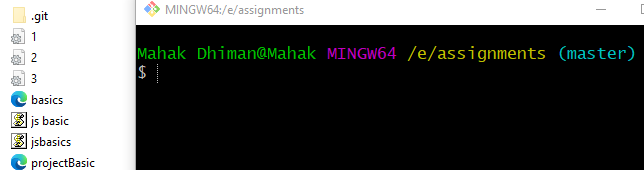 .git
1
2
3
basics
js basic
jsbasics
projectBasic
MINGW64:/e/assignments
Mahak Dhiman@Mahak MINGW64 /e/assignments (master)
$